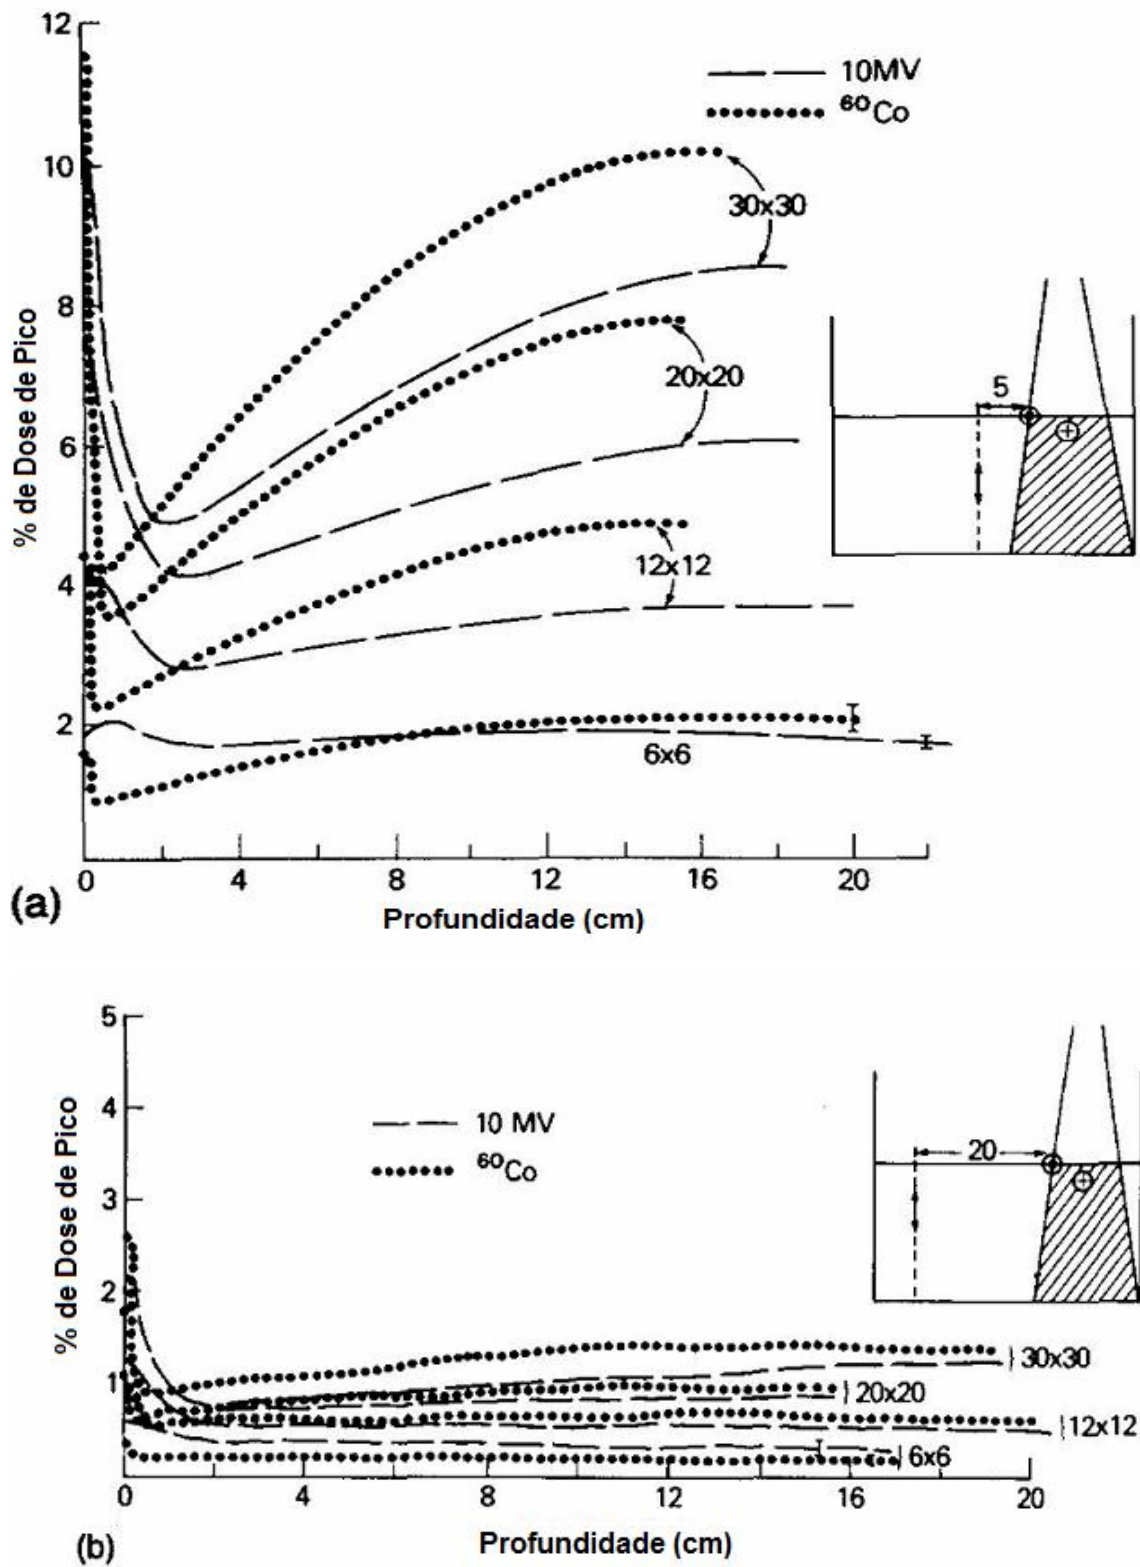 12
10
8
6
4
2
0
% de Dose de Pico
10MV
⁶⁰Co
30x30
20x20
12x12
6x6
5
0 4 8 12 16 20
Profundidade (cm)
(a)
5
4
3
2
1
% de Dose de Pico
10 MV
⁶⁰Co
20
30x30
20x20
12x12
6x6
0 4 8 12 16 20
Profundidade (cm)
(b)